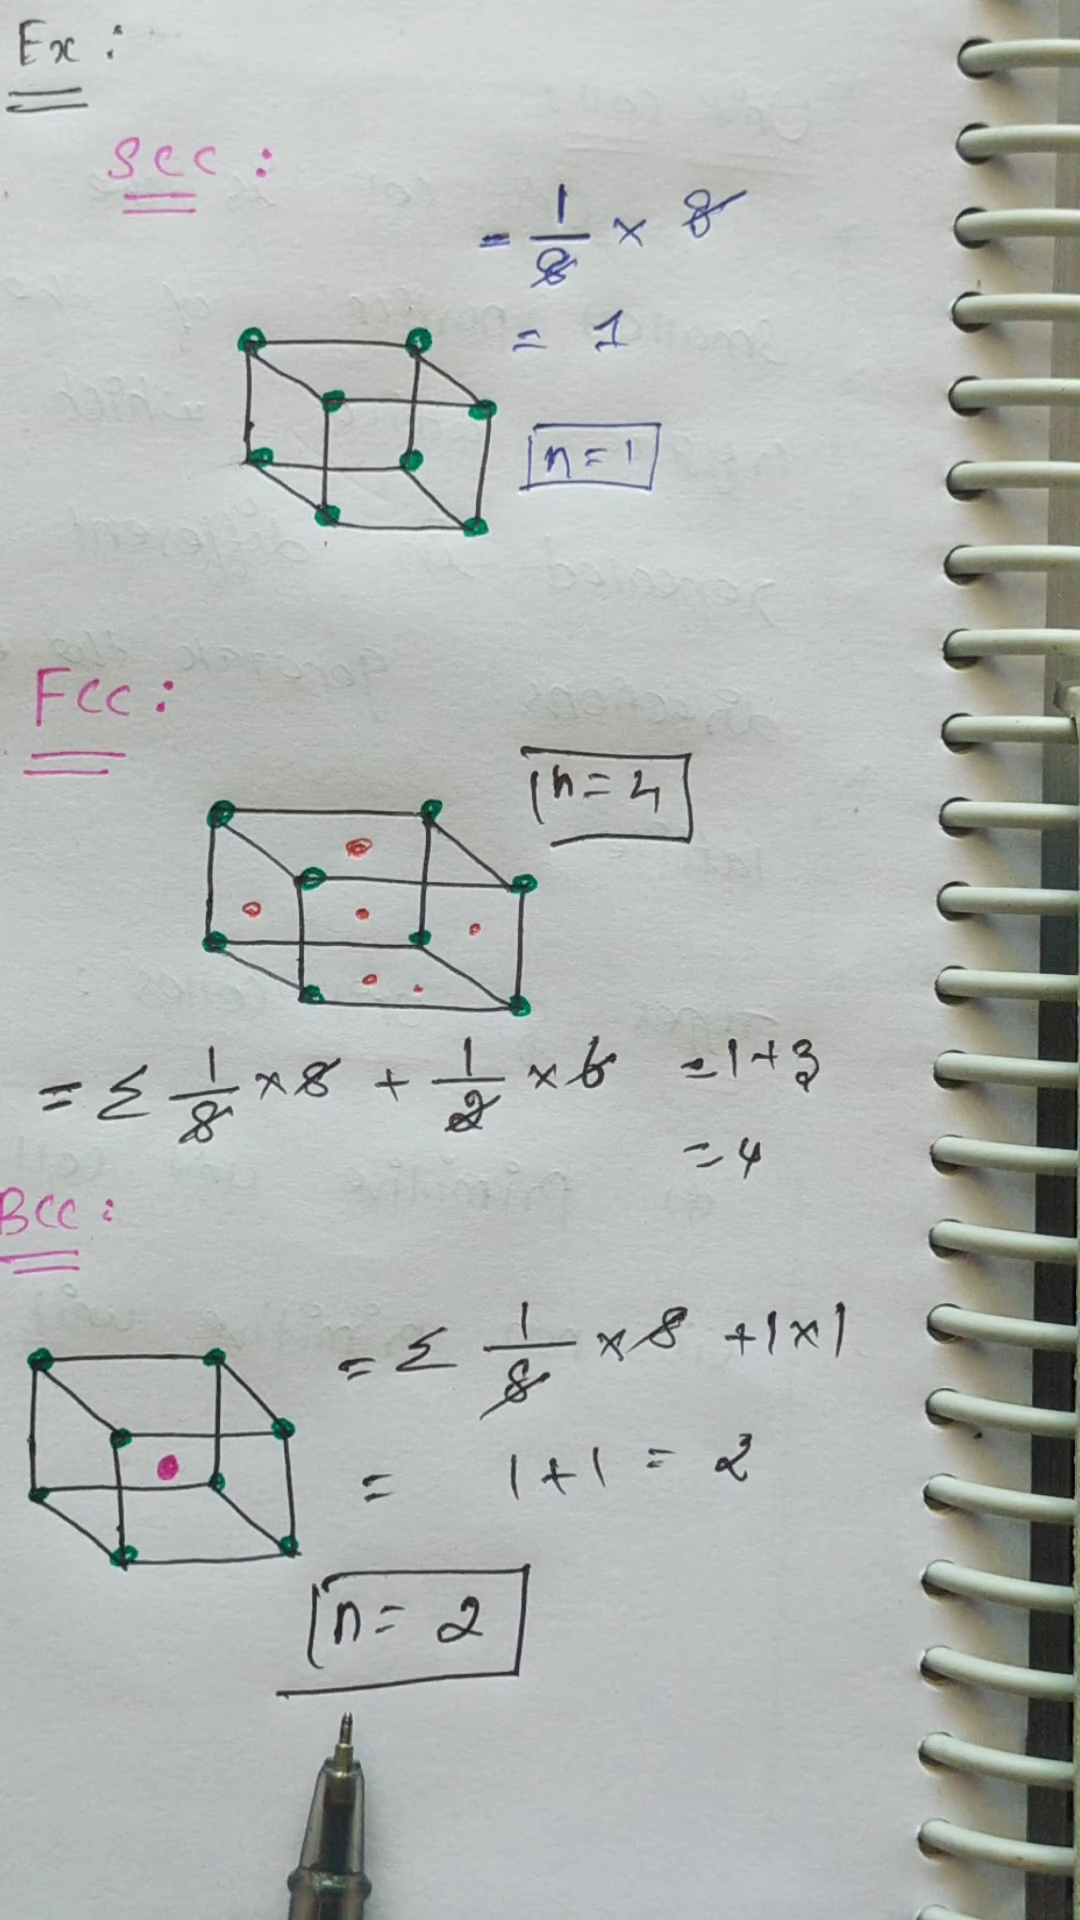 Ex :
SCC :
= 1/8 × 8
= 1
n = 1
FCC :
n = 4
= Σ 1/8 × 8 + 1/2 × 6 = 1 + 3
= 4
BCC :
= Σ 1/8 × 8 + 1 × 1
= 1 + 1 = 2
n = 2